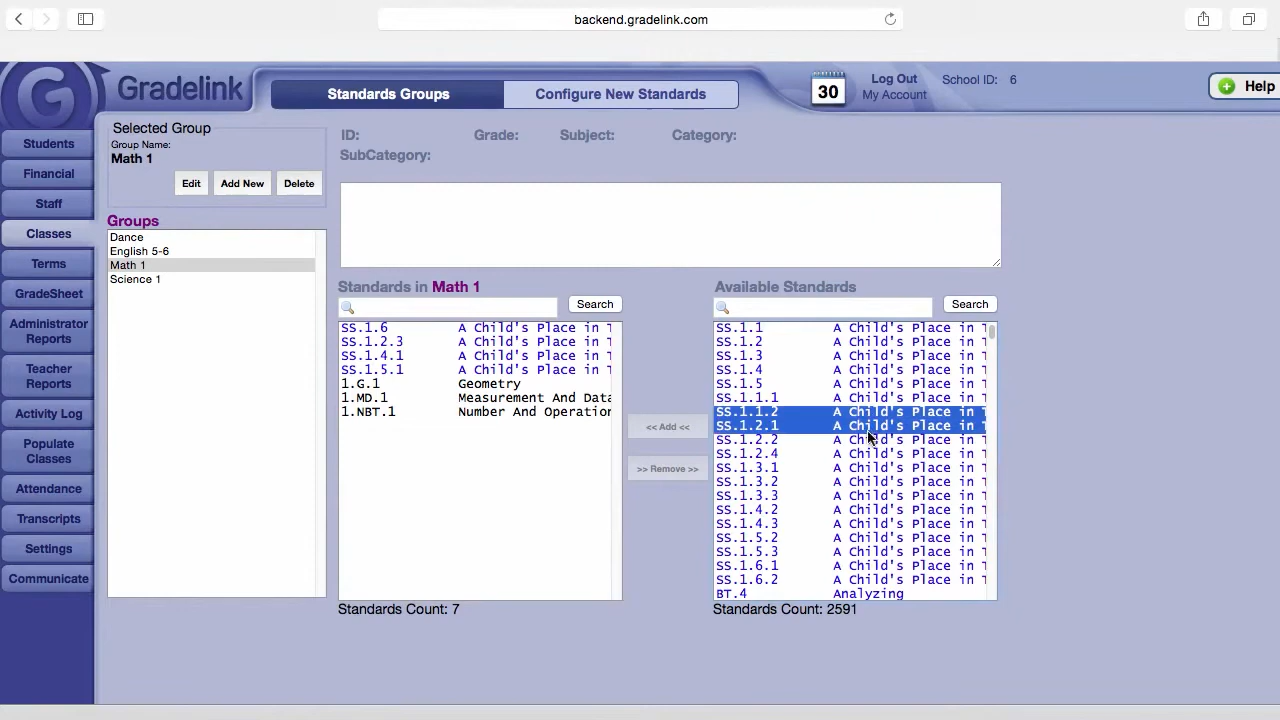 backend.gradelink.com
Gradelink
Standards Groups
Configure New Standards
30
Log Out
My Account
School ID: 6
Help
Students
Financial
Staff
Classes
Terms
GradeSheet
Administrator
Reports
Teacher
Reports
Activity Log
Populate
Classes
Attendance
Transcripts
Settings
Communicate
Selected Group
Group Name:
Math 1
Edit
Add New
Delete
Groups
Dance
English 5-6
Math 1
Science 1
ID: Grade: Subject: Category:
SubCategory:
Standards in Math 1
Search
SS.1.6 A Child's Place in T
SS.1.2.3 A Child's Place in T
SS.1.4.1 A Child's Place in T
SS.1.5.1 A Child's Place in T
1.G.1 Geometry
1.MD.1 Measurement And Data
1.NBT.1 Number And Operation
Standards Count: 7
<< Add <<
>> Remove >>
Available Standards
Search
SS.1.1 A Child's Place in T
SS.1.2 A Child's Place in T
SS.1.3 A Child's Place in T
SS.1.4 A Child's Place in T
SS.1.5 A Child's Place in T
SS.1.1.1 A Child's Place in T
SS.1.1.2 A Child's Place in T
SS.1.2.1 A Child's Place in T
SS.1.2.2 A Child's Place in T
SS.1.2.4 A Child's Place in T
SS.1.3.1 A Child's Place in T
SS.1.3.2 A Child's Place in T
SS.1.3.3 A Child's Place in T
SS.1.4.2 A Child's Place in T
SS.1.4.3 A Child's Place in T
SS.1.5.2 A Child's Place in T
SS.1.5.3 A Child's Place in T
SS.1.6.1 A Child's Place in T
SS.1.6.2 A Child's Place in T
BT.4 Analyzing
Standards Count: 2591